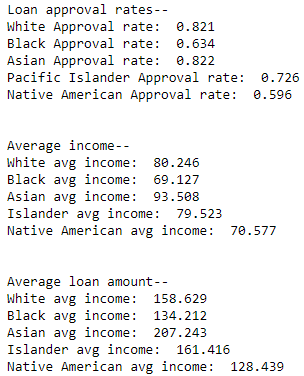 Loan approval rates--
White Approval rate:  0.821
Black Approval rate:  0.634
Asian Approval rate:  0.822
Pacific Islander Approval rate:  0.726
Native American Approval rate:  0.596
Average income--
White avg income:  80.246
Black avg income:  69.127
Asian avg income:  93.508
Islander avg income:  79.523
Native American avg income:  70.577
Average loan amount--
White avg income:  158.629
Black avg income:  134.212
Asian avg income:  207.243
Islander avg income:  161.416
Native American avg income:  128.439